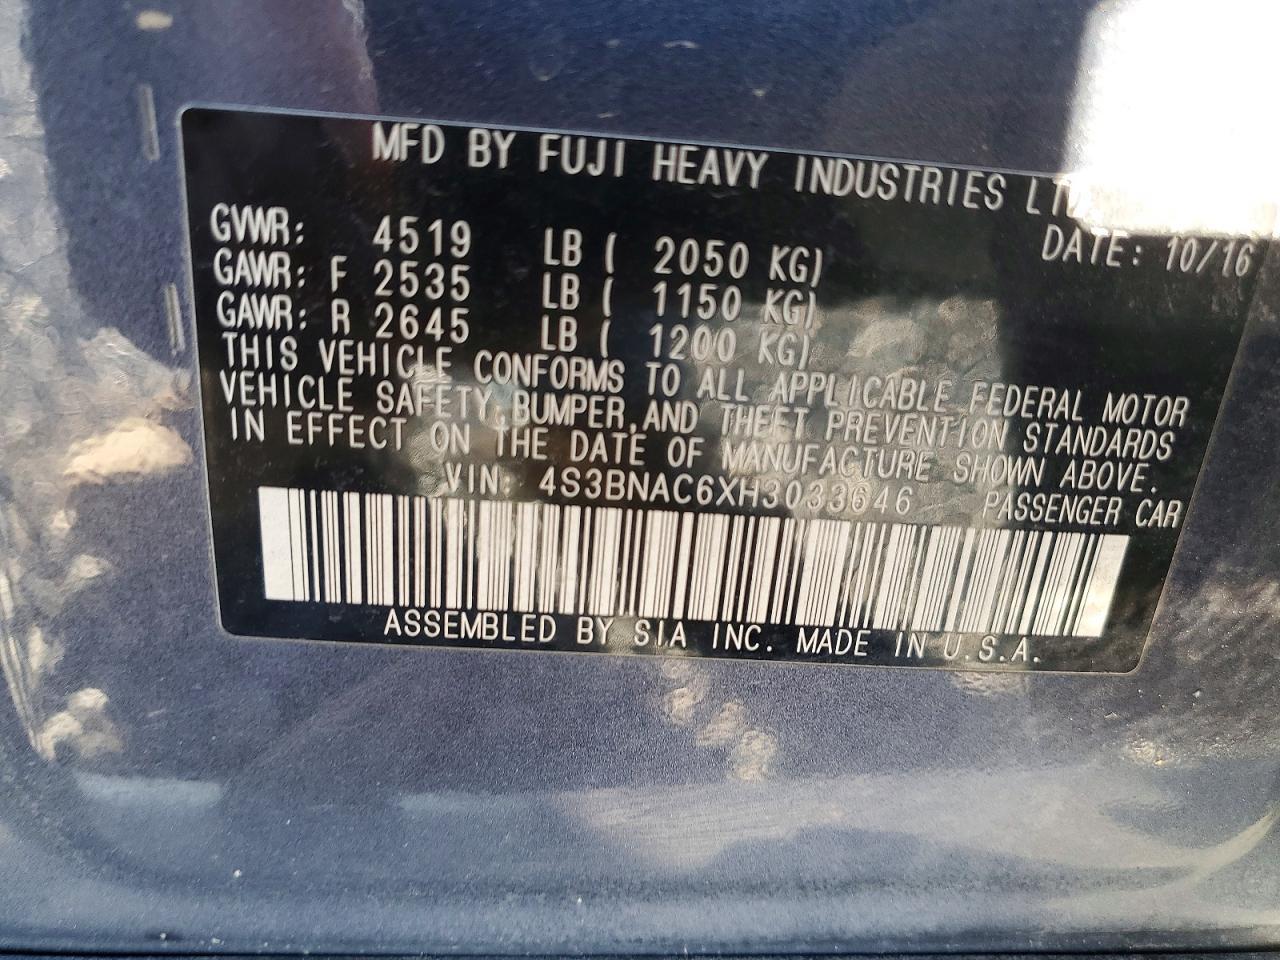 MFD BY FUJI HEAVY INDUSTRIES
DATE: 10/16
GVWR: 4519 LB ( 2050 KG)
GAWR: F 2535 LB ( 1150 KG)
GAWR: R 2645 LB ( 1200 KG)
THIS VEHICLE CONFORMS TO ALL APPLICABLE FEDERAL MOTOR
VEHICLE SAFETY, BUMPER, AND THEFT PREVENTION STANDARDS
IN EFFECT ON THE DATE OF MANUFACTURE SHOWN ABOVE.
VIN: 4S3BNAC6XH3033646 PASSENGER CAR
ASSEMBLED BY SIA INC. MADE IN U.S.A.